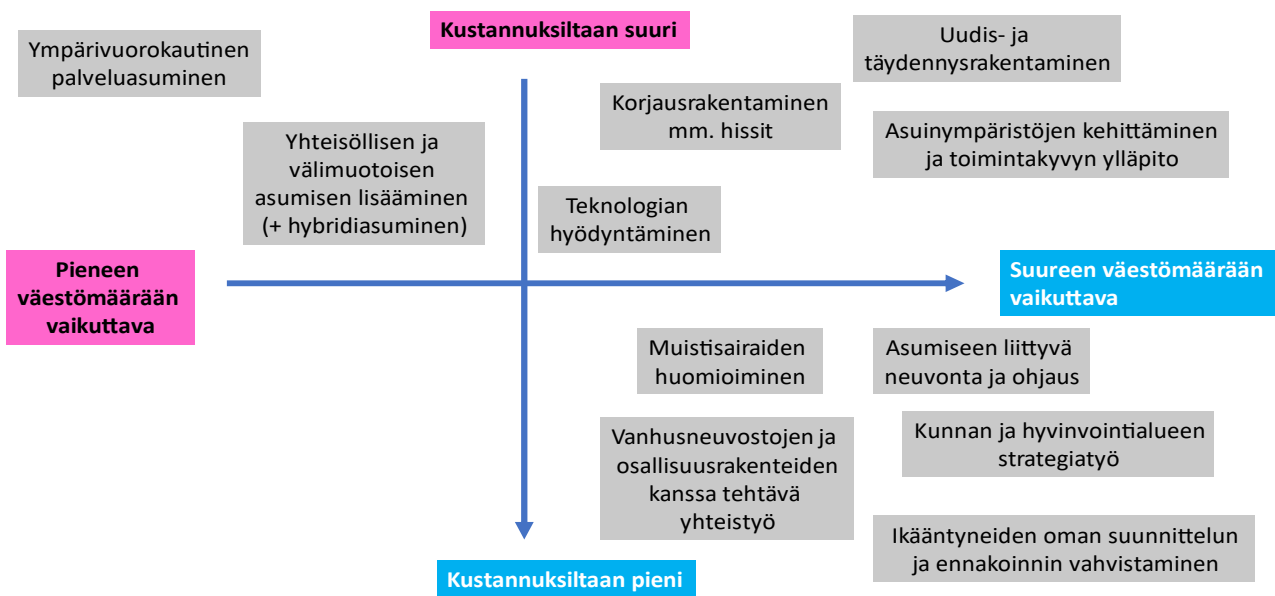 Kustannuksiltaan suuri
Ympärivuorokautinen
palveluasuminen
Uudis- ja
täydennysrakentaminen
Korjausrakentaminen
mm. hissit
Asuinympäristöjen kehittäminen
ja toimintakyvyn ylläpito
Yhteisöllisen ja
välimuotoisen
asumisen lisääminen
(+ hybridiasuminen)
Teknologian
hyödyntäminen
Pieneen
väestömäärään
vaikuttava
Suureen väestömäärään
vaikuttava
Muistisairaiden
huomioiminen
Asumiseen liittyvä
neuvonta ja ohjaus
Vanhusneuvostojen ja
osallisuusrakenteiden
kanssa tehtävä
yhteistyö
Kunnan ja hyvinvointialueen
strategiatyö
Ikääntyneiden oman suunnittelun
ja ennakoinnin vahvistaminen
Kustannuksiltaan pieni